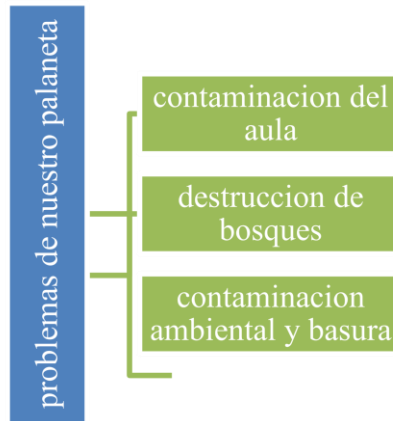 problemas de nuestro palaneta
contaminacion del
aula
destruccion de
bosques
contaminacion
ambiental y basura